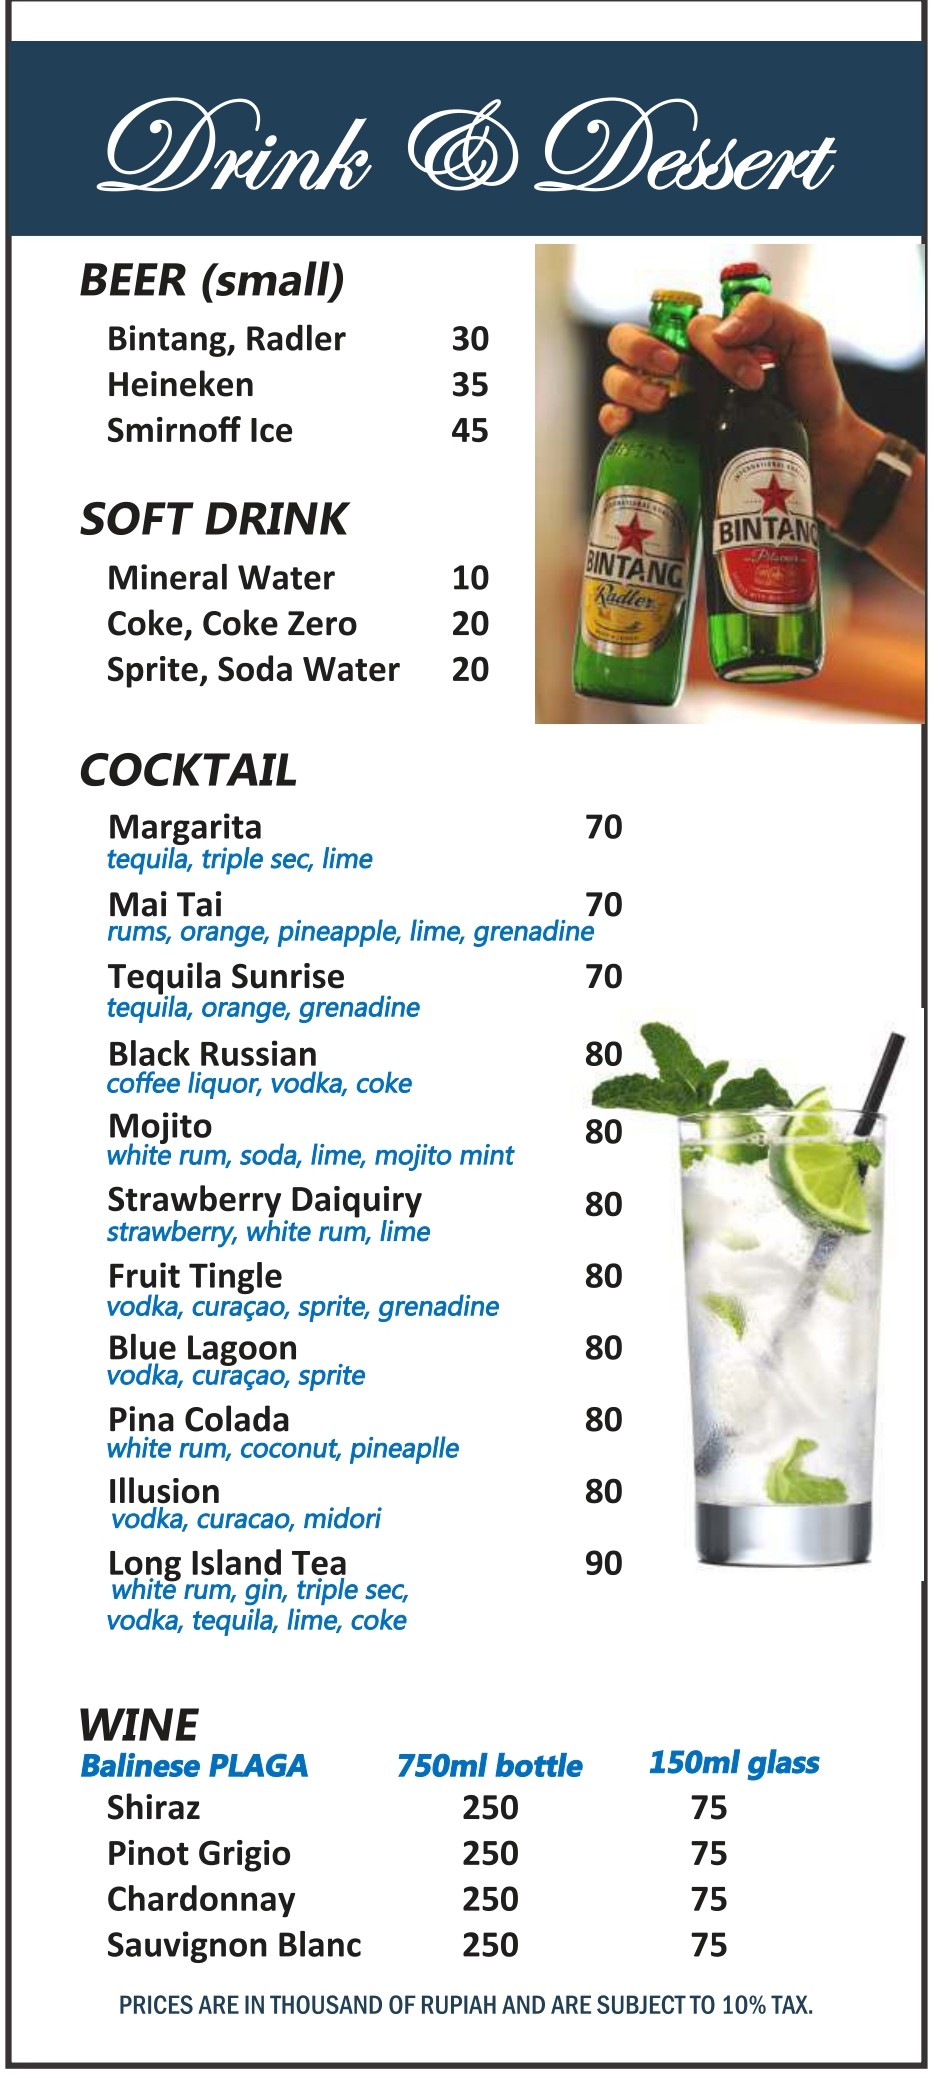 Drink & Dessert
BEER (small)
Bintang, Radler 30
Heineken 35
Smirnoff Ice 45
BINTANG
Radler
BINTANG
Pilsener
SOFT DRINK
Mineral Water 10
Coke, Coke Zero 20
Sprite, Soda Water 20
COCKTAIL
Margarita 70
tequila, triple sec, lime
Mai Tai 70
rums, orange, pineapple, lime, grenadine
Tequila Sunrise 70
tequila, orange, grenadine
Black Russian 80
coffee liquor, vodka, coke
Mojito 80
white rum, soda, lime, mojito mint
Strawberry Daiquiry 80
strawberry, white rum, lime
Fruit Tingle 80
vodka, curaçao, sprite, grenadine
Blue Lagoon 80
vodka, curaçao, sprite
Pina Colada 80
white rum, coconut, pineaplle
Illusion 80
vodka, curacao, midori
Long Island Tea 90
white rum, gin, triple sec,
vodka, tequila, lime, coke
WINE
Balinese PLAGA 750ml bottle 150ml glass
Shiraz 250 75
Pinot Grigio 250 75
Chardonnay 250 75
Sauvignon Blanc 250 75
PRICES ARE IN THOUSAND OF RUPIAH AND ARE SUBJECT TO 10% TAX.